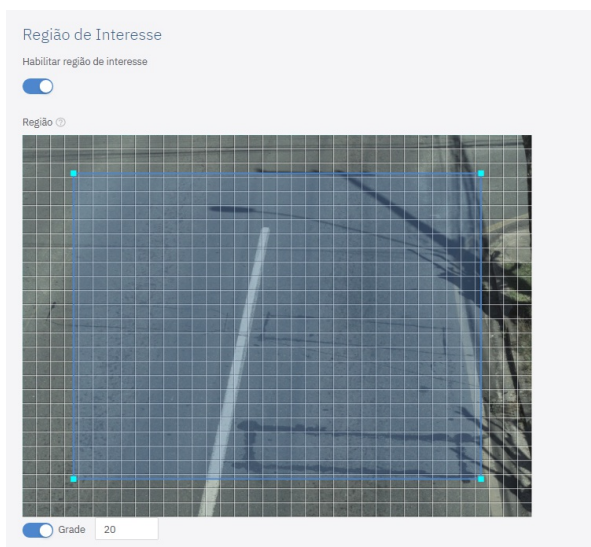 Região de Interesse
Habilitar região de interesse
Região ?
Grade 20